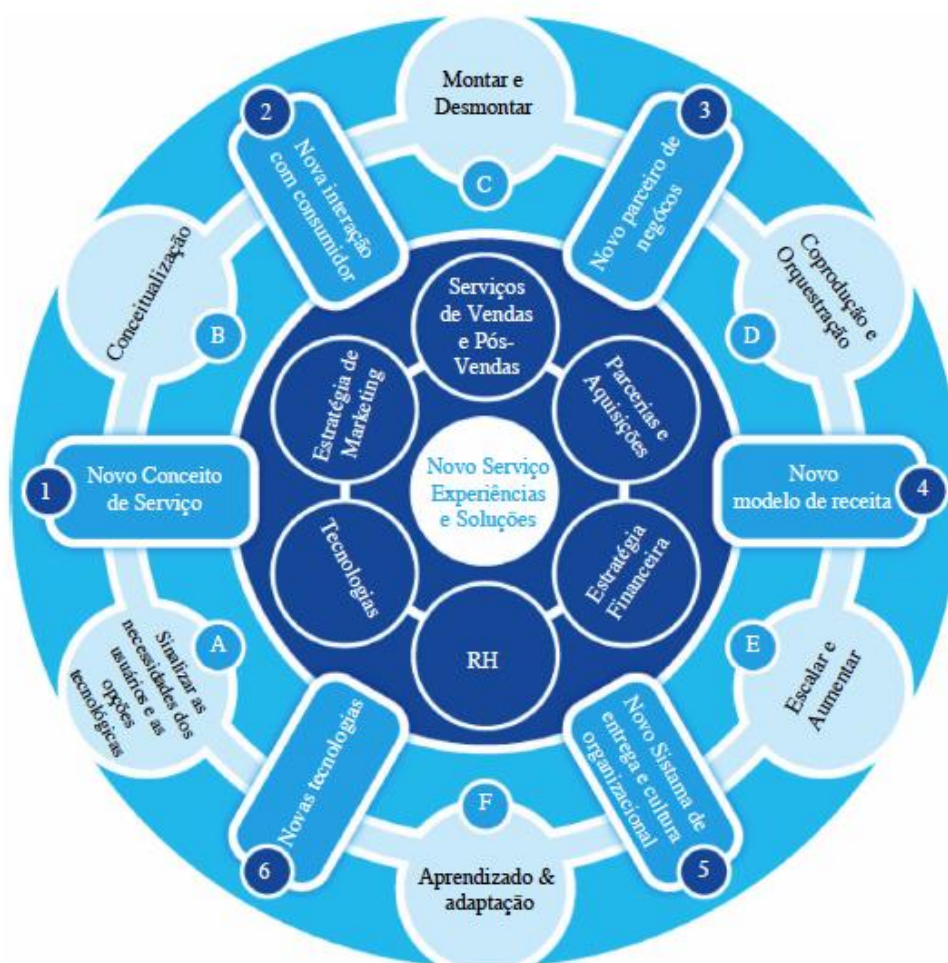 Montar e
Desmontar
C
2
Nova interação
com consumidor
3
Novo parceiro de
negócos
Conceitualização
B
Coprodução e
Orquestração
D
1
Novo Conceito
de Serviço
4
Novo
modelo de receita
Sinalizar as
necessidades dos
usuários e as
opções
tecnológicas
A
Escalar e
Aumentar
E
6
Novas tecnologias
5
Novo Sistama de
entrega e cultura
organizacional
F
Aprendizado &
adaptação
Serviços
de Vendas
e Pós-
Vendas
Estratégia de
Marketing
Parcerias e
Aquisições
Novo Serviço
Experiências
e Soluções
Tecnologias
Estratégia
Financeira
RH